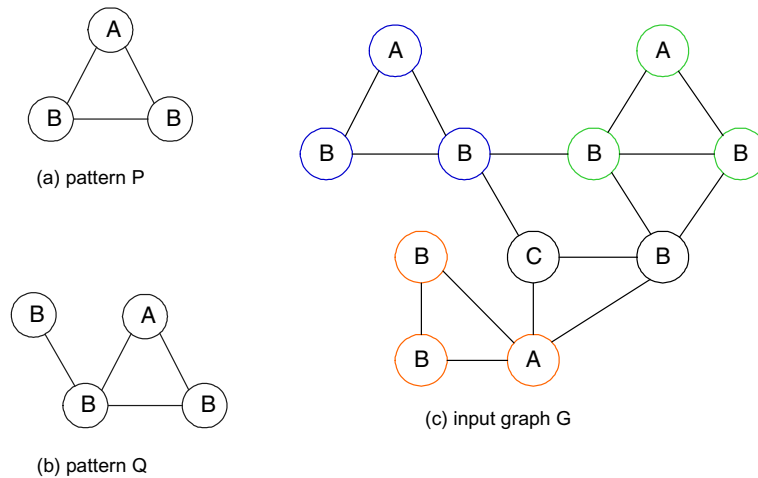 A
B B
(a) pattern P
B A
B B
(b) pattern Q
A A
B B B B
B C B
B A
(c) input graph G